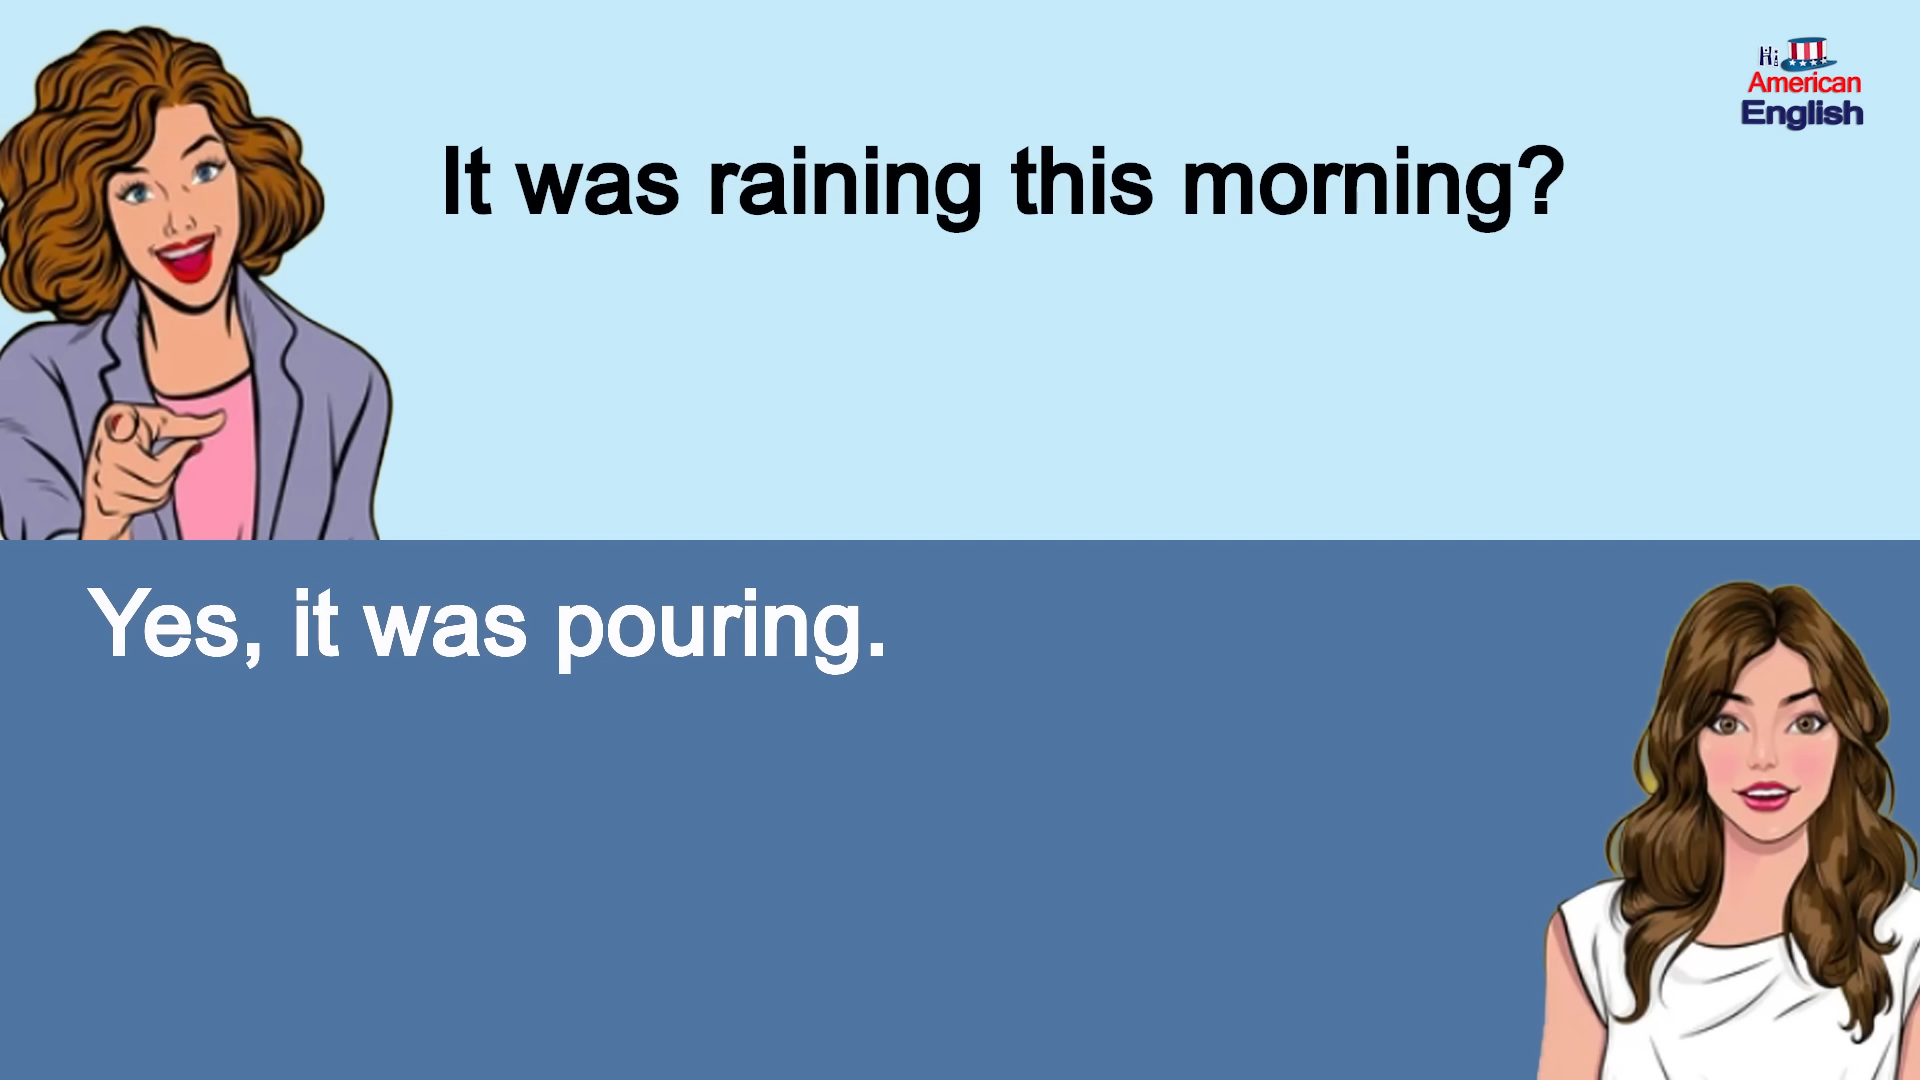 Hi
American
English
It was raining this morning?
Yes, it was pouring.